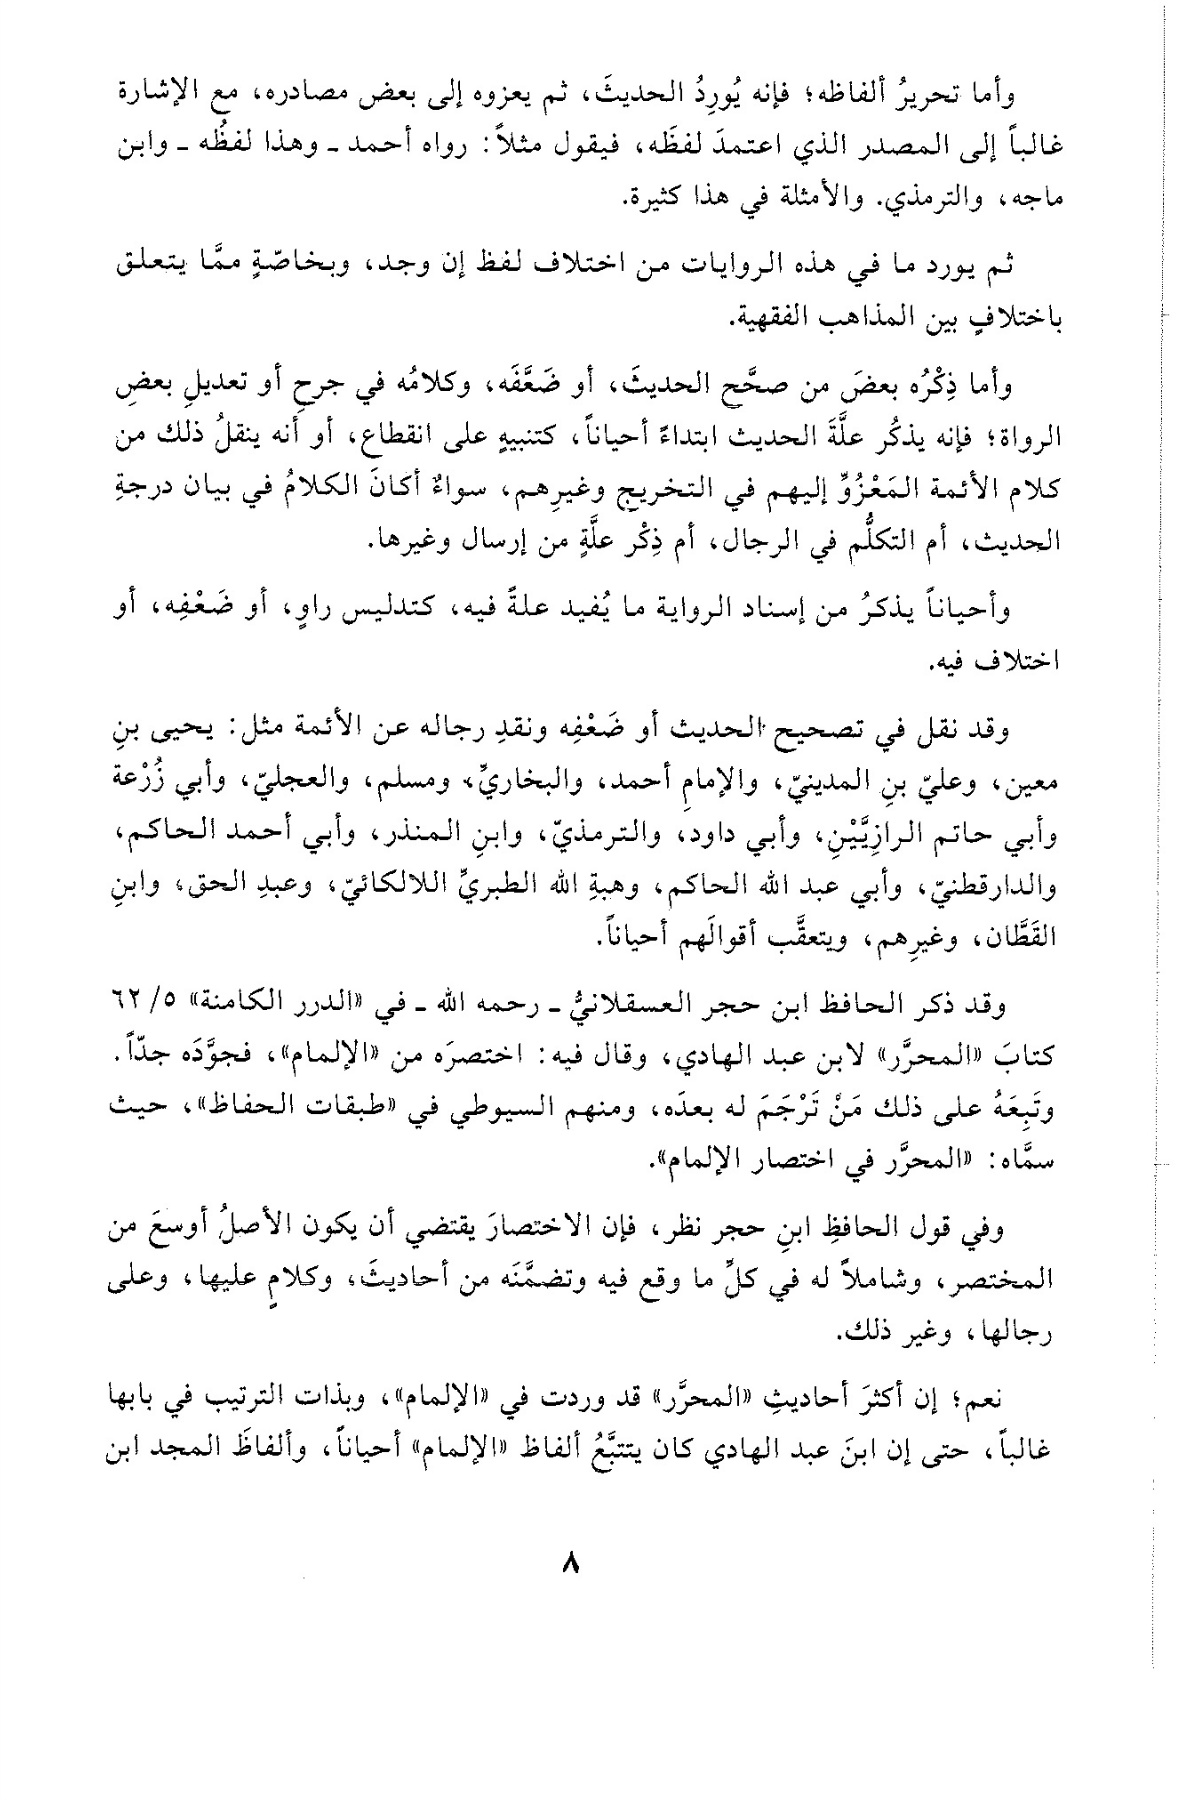 وأما تحريرُ ألفاظه؛ فإنه يُورِدُ الحديثَ، ثم يعزوه إلى بعض مصادره، مع الإشارة
غالباً إلى المصدر الذي اعتمدَ لفظَه، فيقول مثلاً: رواه أحمد ـ وهذا لفظُه ـ وابن
ماجه، والترمذي. والأمثلة في هذا كثيرة.
ثم يورد ما في هذه الروايات من اختلاف لفظ إن وجد، وبخاصّةٍ ممَّا يتعلق
باختلافٍ بين المذاهب الفقهية.
وأما ذِكْرُه بعضَ من صحَّح الحديثَ، أو ضَعَّفَه، وكلامُه في جرحِ أو تعديلِ بعضِ
الرواة؛ فإنه يذكُر علَّةَ الحديث ابتداءً أحياناً، كتنبيهٍ على انقطاع، أو أنه ينقلُ ذلك من
كلام الأئمة المَعْزُوِّ إليهم في التخريج وغيرِهم، سواءٌ أكانَ الكلامُ في بيان درجةِ
الحديث، أم التكلُّم في الرجال، أم ذِكْر علَّةٍ من إرسال وغيرها.
وأحياناً يذكرُ من إسناد الرواية ما يُفيد علةً فيه، كتدليس راوٍ، أو ضَعْفِه، أو
اختلاف فيه.
وقد نقل في تصحيح الحديث أو ضَعْفِه ونقدِ رجاله عن الأئمة مثل: يحيى بنِ
معين، وعليّ بنِ المدينيّ، والإمامِ أحمد، والبخاريِّ، ومسلم، والعجليّ، وأبي زُرْعة
وأبي حاتم الرازِيَّيْنِ، وأبي داود، والترمذيّ، وابنِ المنذر، وأبي أحمد الحاكم،
والدارقطنيّ، وأبي عبد الله الحاكم، وهبةِ الله الطبريِّ اللالكائيّ، وعبدِ الحق، وابنِ
القَطَّان، وغيرِهم، ويتعقَّب أقوالَهم أحياناً.
وقد ذكر الحافظ ابن حجر العسقلانيُّ ـ رحمه الله ـ في «الدرر الكامنة» ٥/ ٦٢
كتابَ «المحرَّر» لابن عبد الهادي، وقال فيه: اختصرَه من «الإلمام»، فجوَّدَه جدّاً.
وتَبِعَهُ على ذلك مَنْ تَرْجَمَ له بعدَه، ومنهم السيوطي في «طبقات الحفاظ»، حيث
سمَّاه: «المحرَّر في اختصار الإلمام».
وفي قول الحافظِ ابنِ حجر نظر، فإن الاختصارَ يقتضي أن يكون الأصلُ أوسعَ من
المختصر، وشاملاً له في كلِّ ما وقع فيه وتضمَّنَه من أحاديثَ، وكلامٍ عليها، وعلى
رجالها، وغير ذلك.
نعم؛ إن أكثرَ أحاديثِ «المحرَّر» قد وردت في «الإلمام»، وبذات الترتيب في بابها
غالباً، حتى إن ابنَ عبد الهادي كان يتتبَّعُ ألفاظ «الإلمام» أحياناً، وألفاظَ المجد ابن
٨